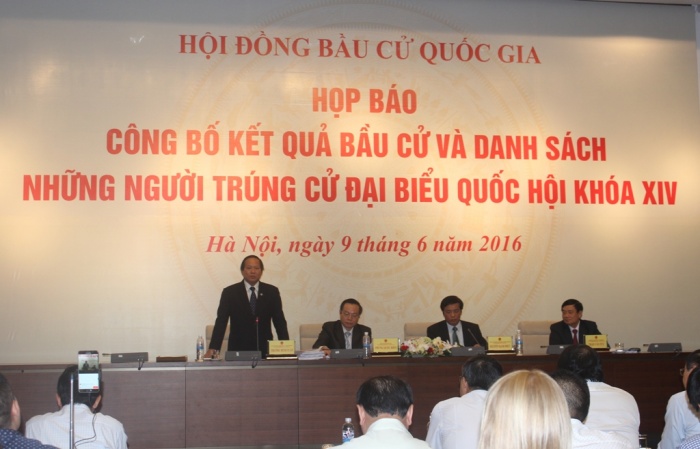 HỘI ĐỒNG BẦU CỬ QUỐC GIA
HỌP BÁO
CÔNG BỐ KẾT QUẢ BẦU CỬ VÀ DANH SÁCH
NHỮNG NGƯỜI TRÚNG CỬ ĐẠI BIỂU QUỐC HỘI KHÓA XIV
Hà Nội, ngày 9 tháng 6 năm 2016